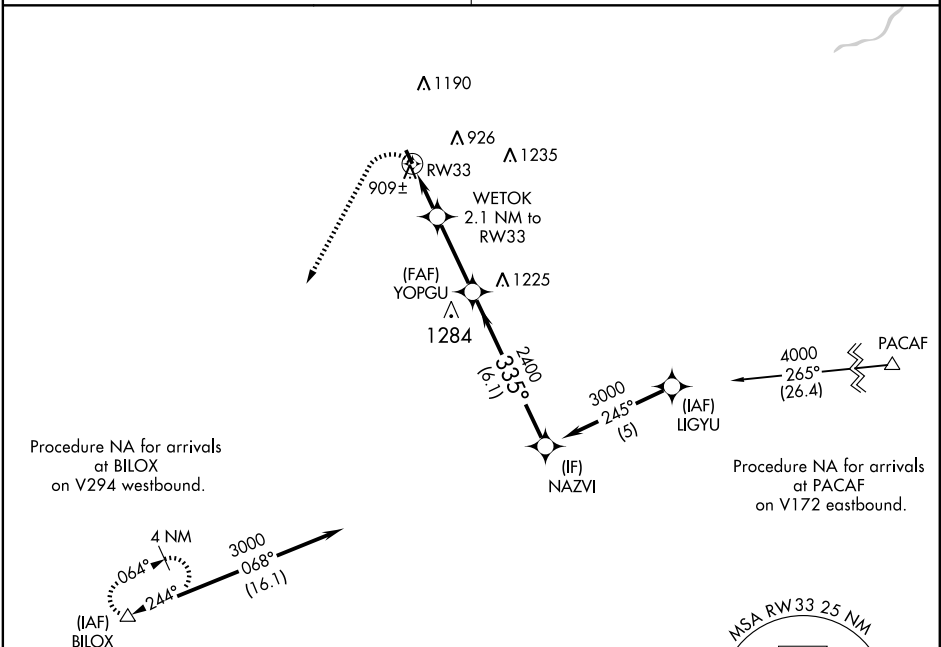 1190
926
1235
RW33
909±
WETOK
2.1 NM to
RW33
(FAF)
YOPGU
1225
1284
2400
335°
(6.1)
3000
245°
(5)
(IAF)
LIGYU
4000
265°
(26.4)
PACAF
(IF)
NAZVI
Procedure NA for arrivals
at BILOX
on V294 westbound.
Procedure NA for arrivals
at PACAF
on V172 eastbound.
4 NM
064°
244°
3000
068°
(16.1)
(IAF)
BILOX
MSA RW33 25 NM